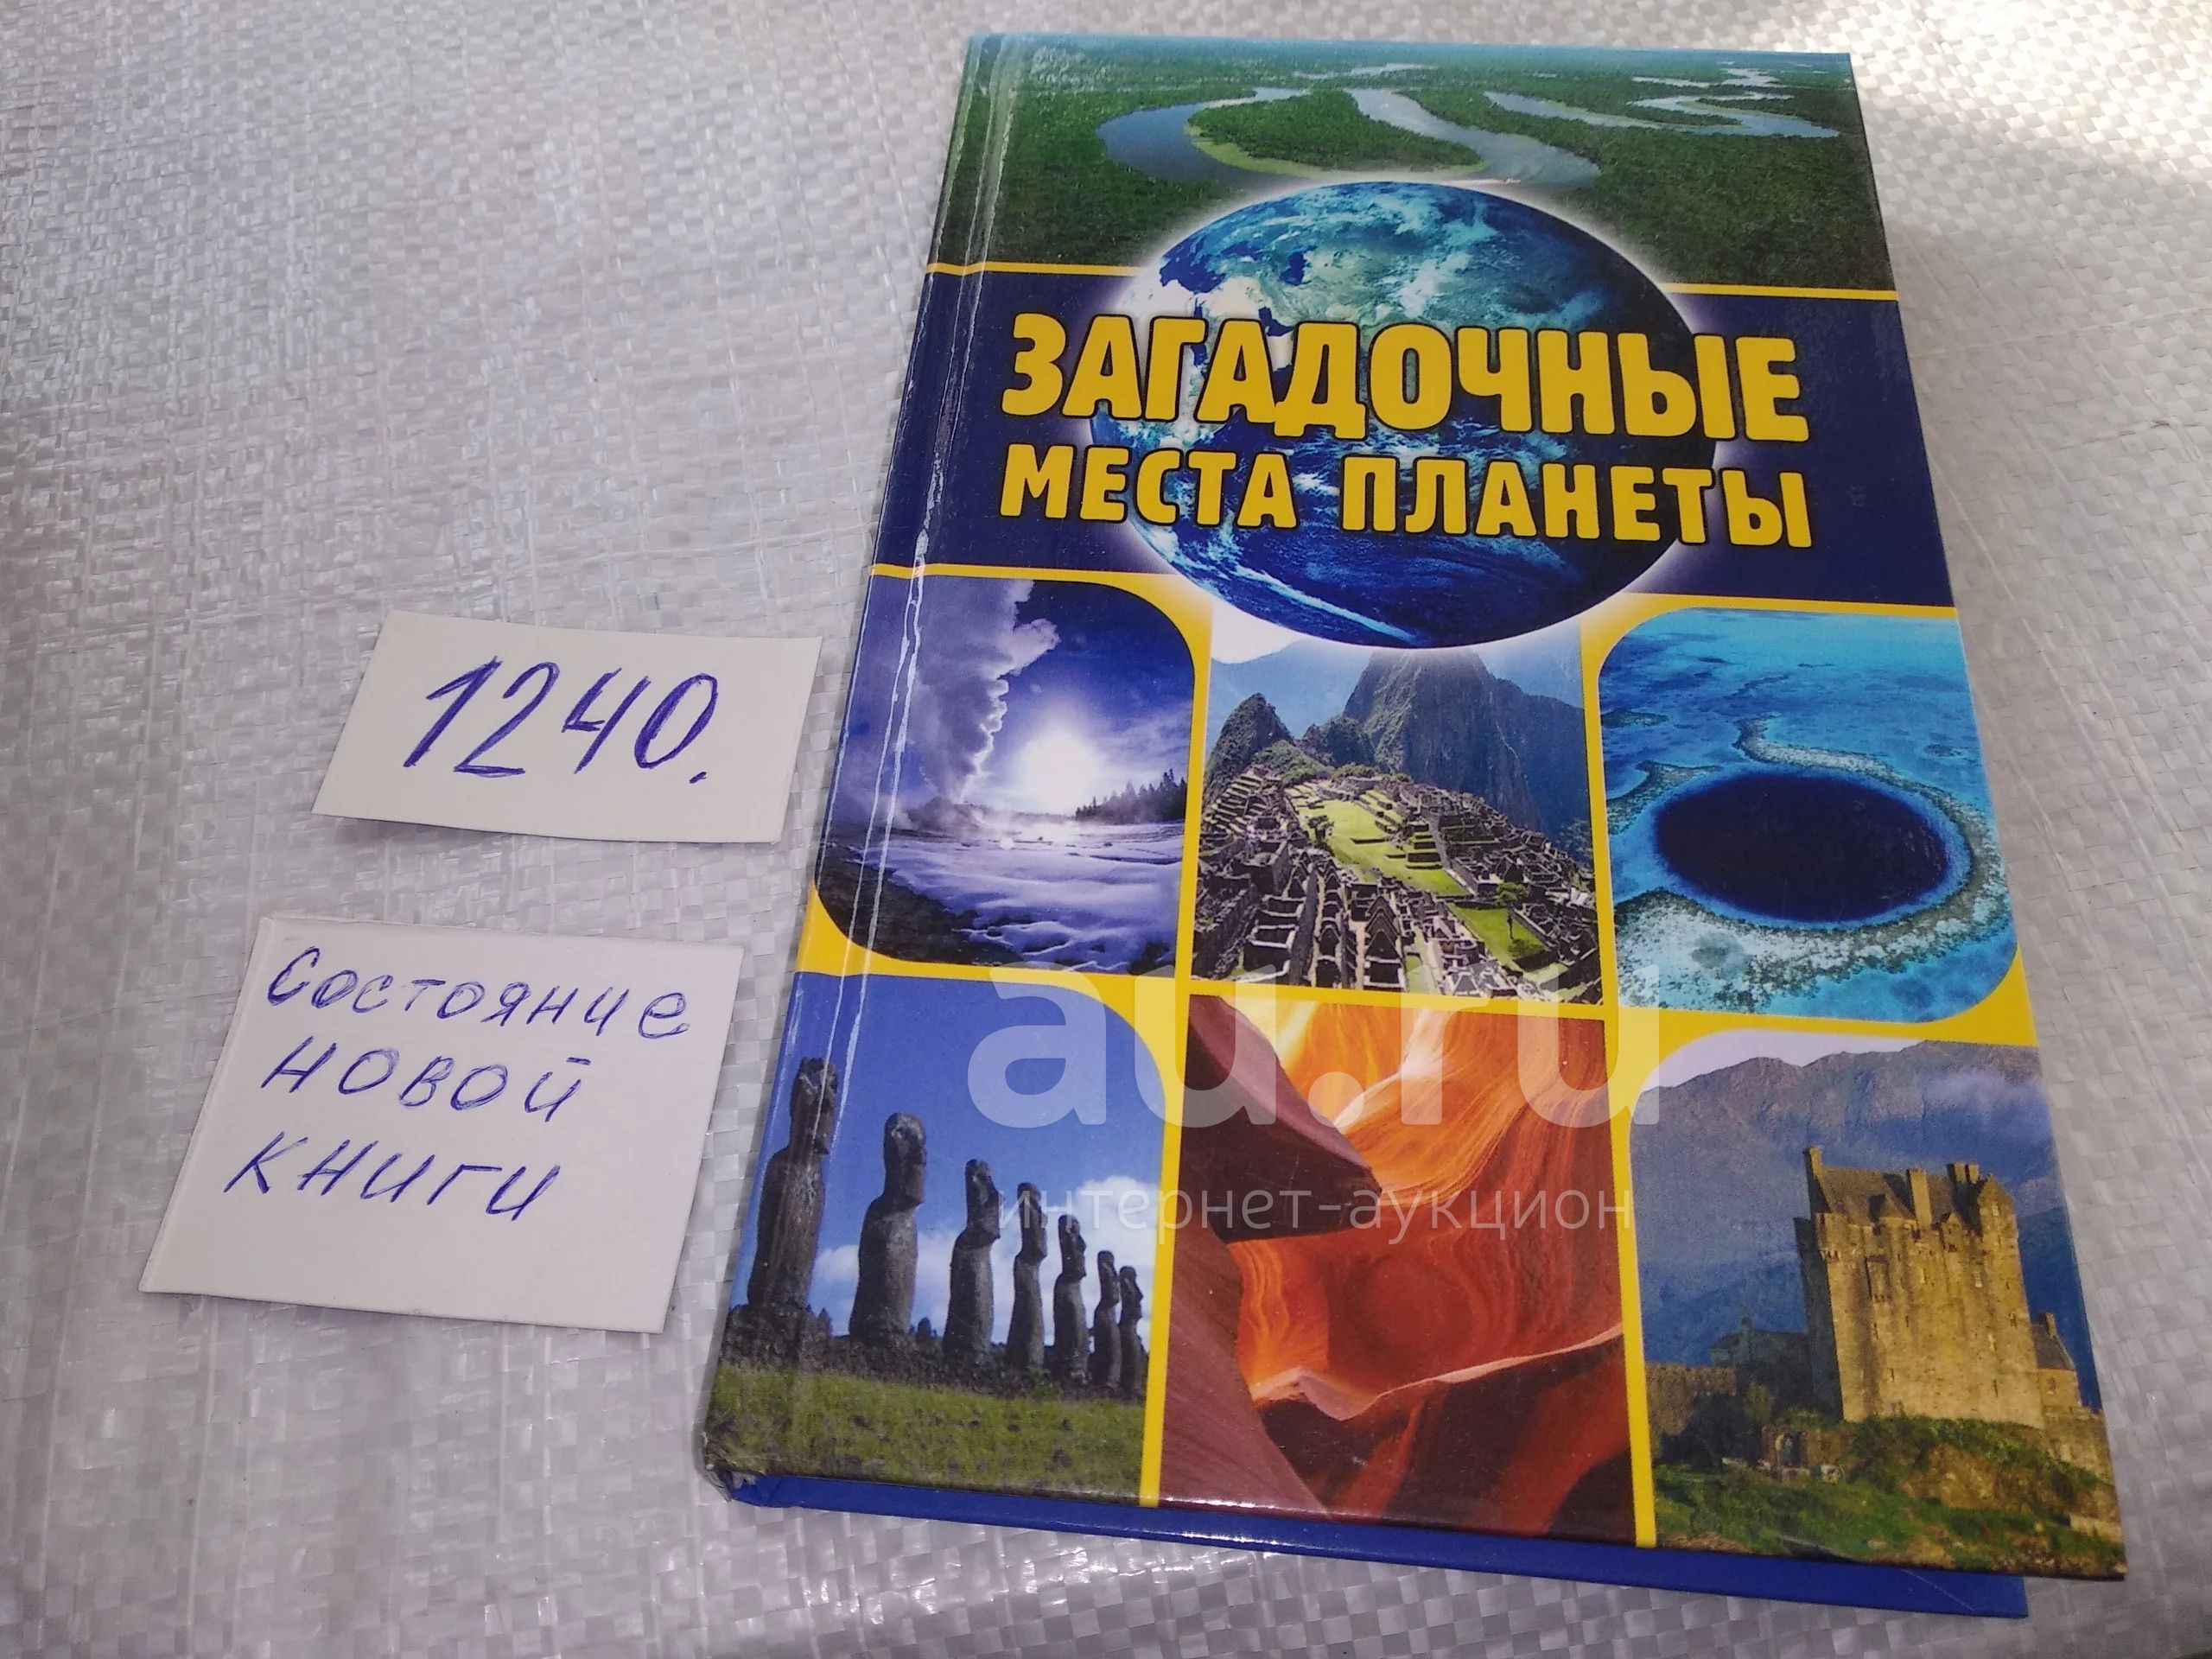 ЗАГАДОЧНЫЕ
МЕСТА ПЛАНЕТЫ
1240.
Состояние
новой
книги
au.ru
интернет-аукцион